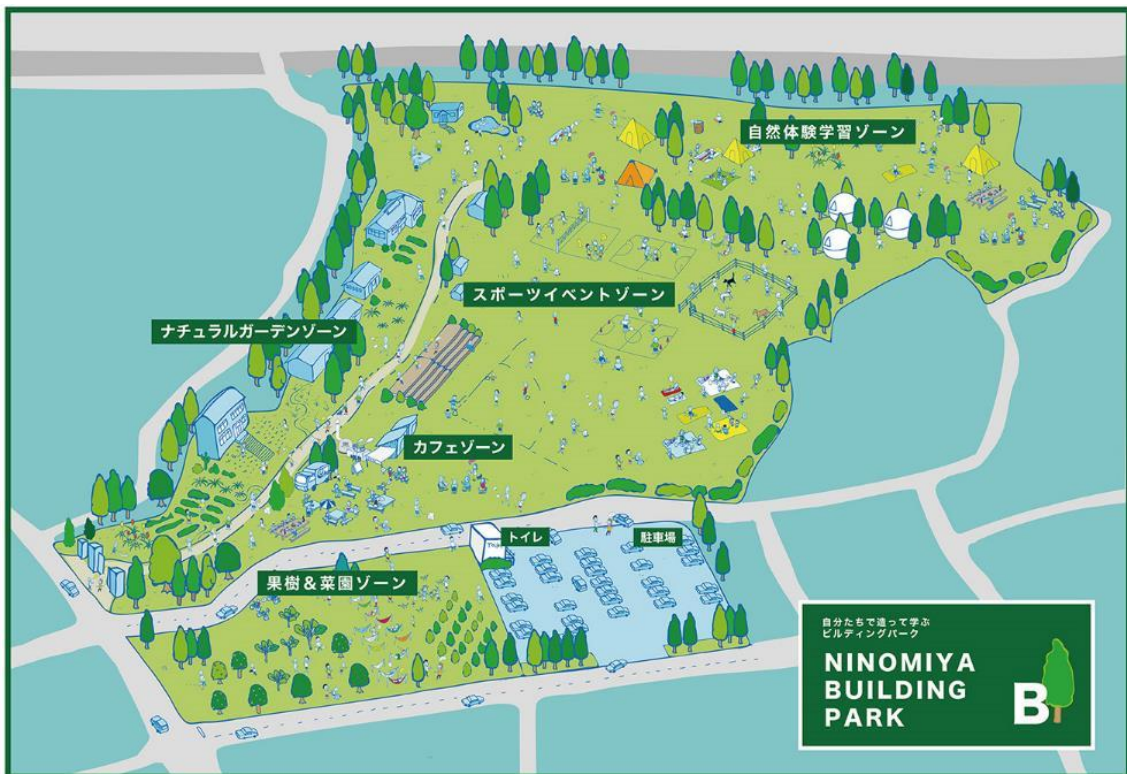 自然体験学習ゾーン
スポーツイベントゾーン
ナチュラルガーデンゾーン
カフェゾーン
トイレ
駐車場
果樹&菜園ゾーン
自分たちで造って学ぶ
ビルディングパーク
NINOMIYA
BUILDING
PARK
B